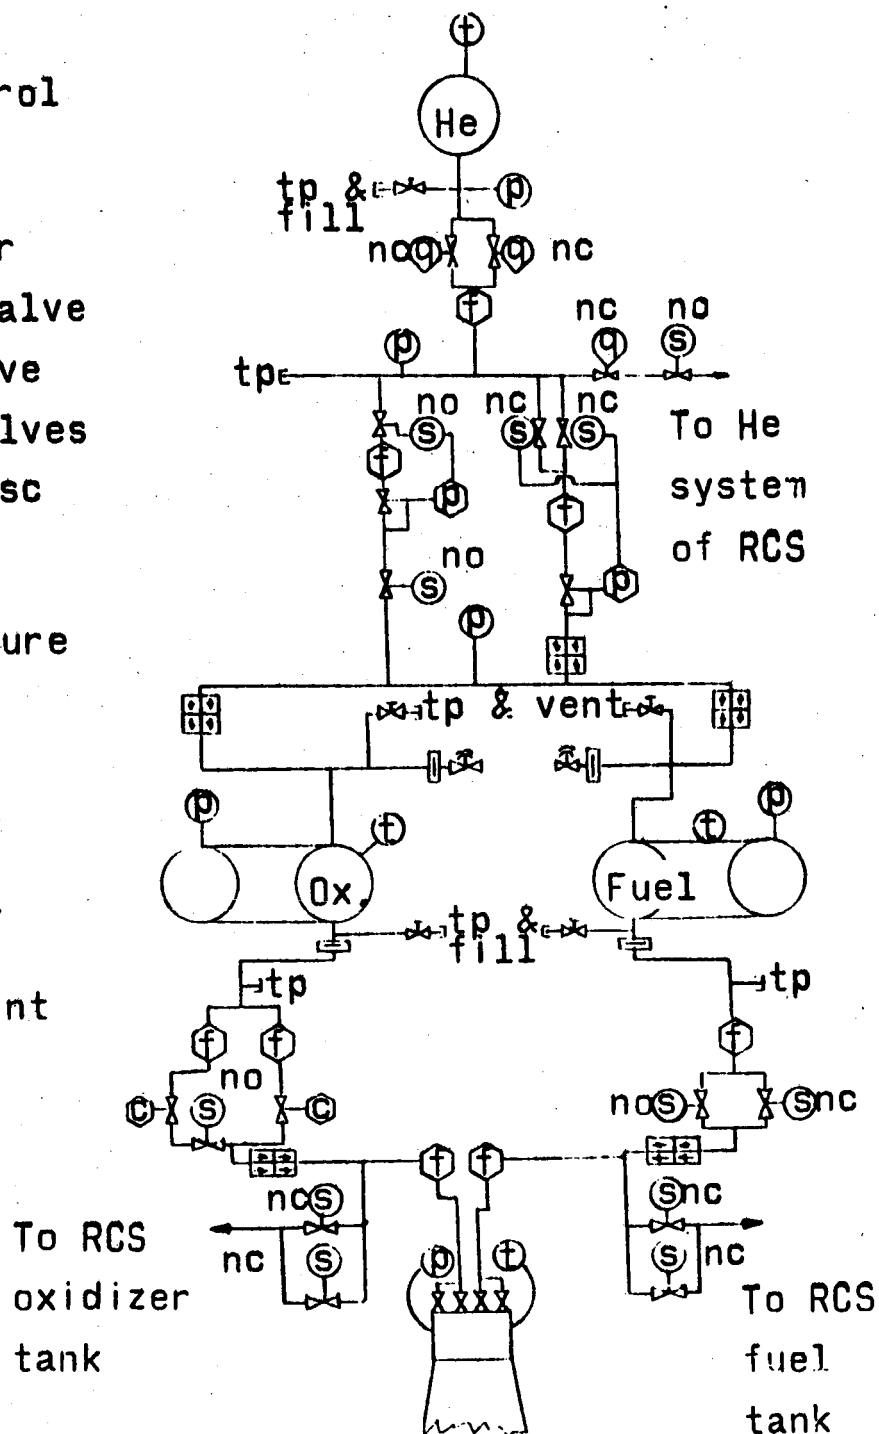 t
rol
He
tp & p
fill
r
nc q q nc
alve
f
nc no
p q s
ve
tp
no nc nc
lves
s s s
To He
f
sc
system
p f
of RCS
no
s p
p
ure
tp & vent
p p
t t
Ox. Fuel
tp &
fill
tp tp
nt
f f f
no
c s c no s s nc
f f
nc s s nc
To RCS
nc s s nc
p t
oxidizer
To RCS
tank
fuel
tank